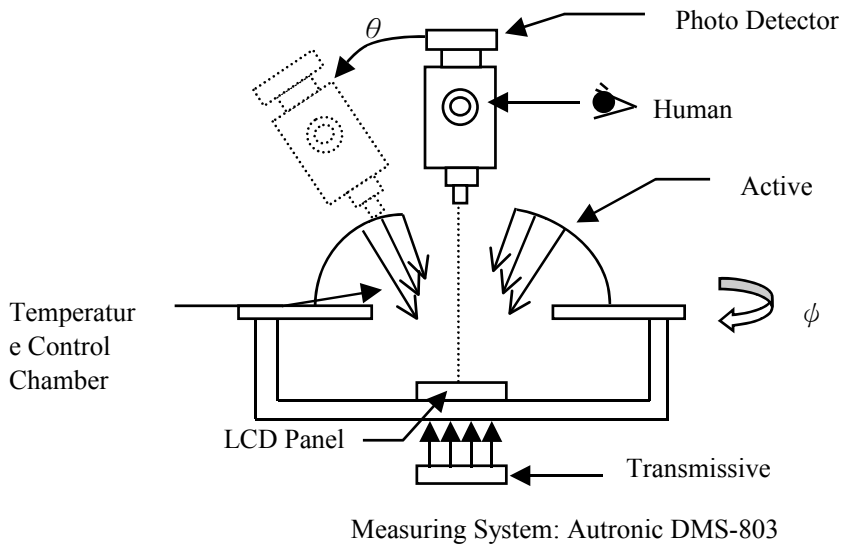 Photo Detector
θ
Human
Active
Temperatur
e Control
Chamber
ϕ
LCD Panel
Transmissive
Measuring System: Autronic DMS-803